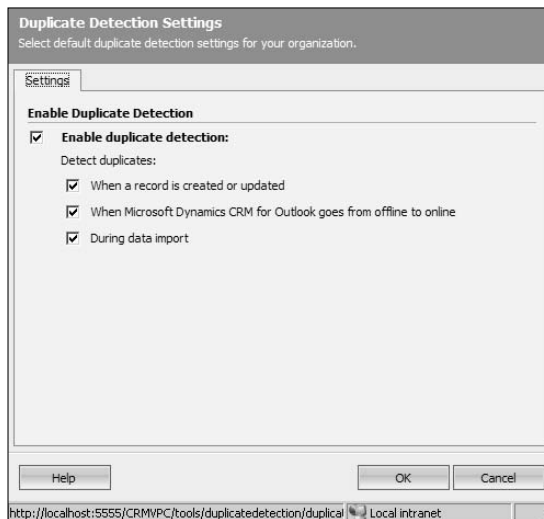 Duplicate Detection Settings
Select default duplicate detection settings for your organization.
Settings
Enable Duplicate Detection
Enable duplicate detection:
Detect duplicates:
When a record is created or updated
When Microsoft Dynamics CRM for Outlook goes from offline to online
During data import
Help OK Cancel
http://localhost:5555/CRMVPC/tools/duplicatedetection/duplical Local intranet